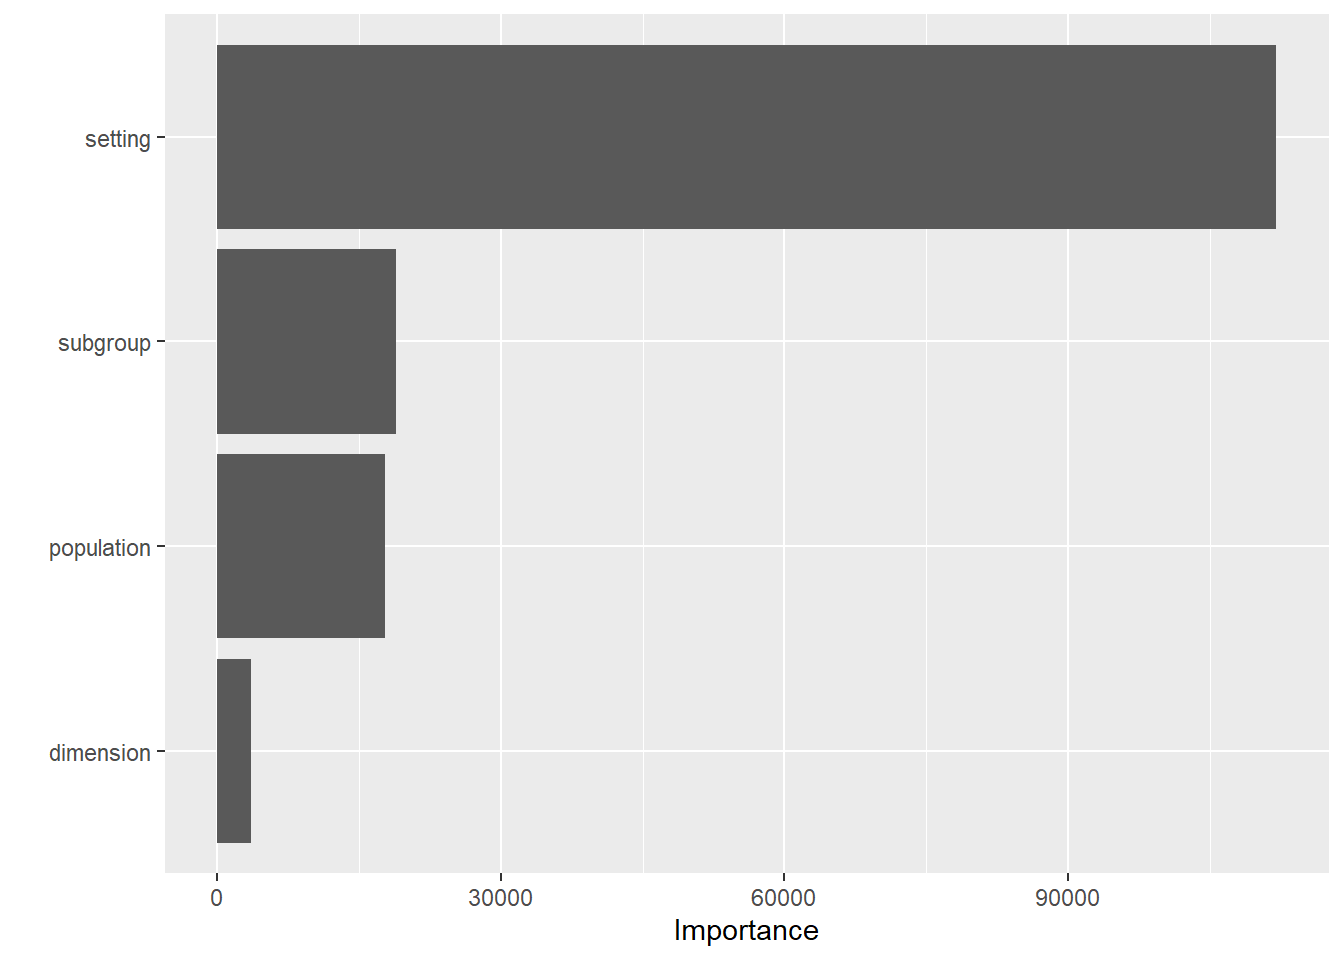 setting
subgroup
population
dimension
0 30000 60000 90000
Importance